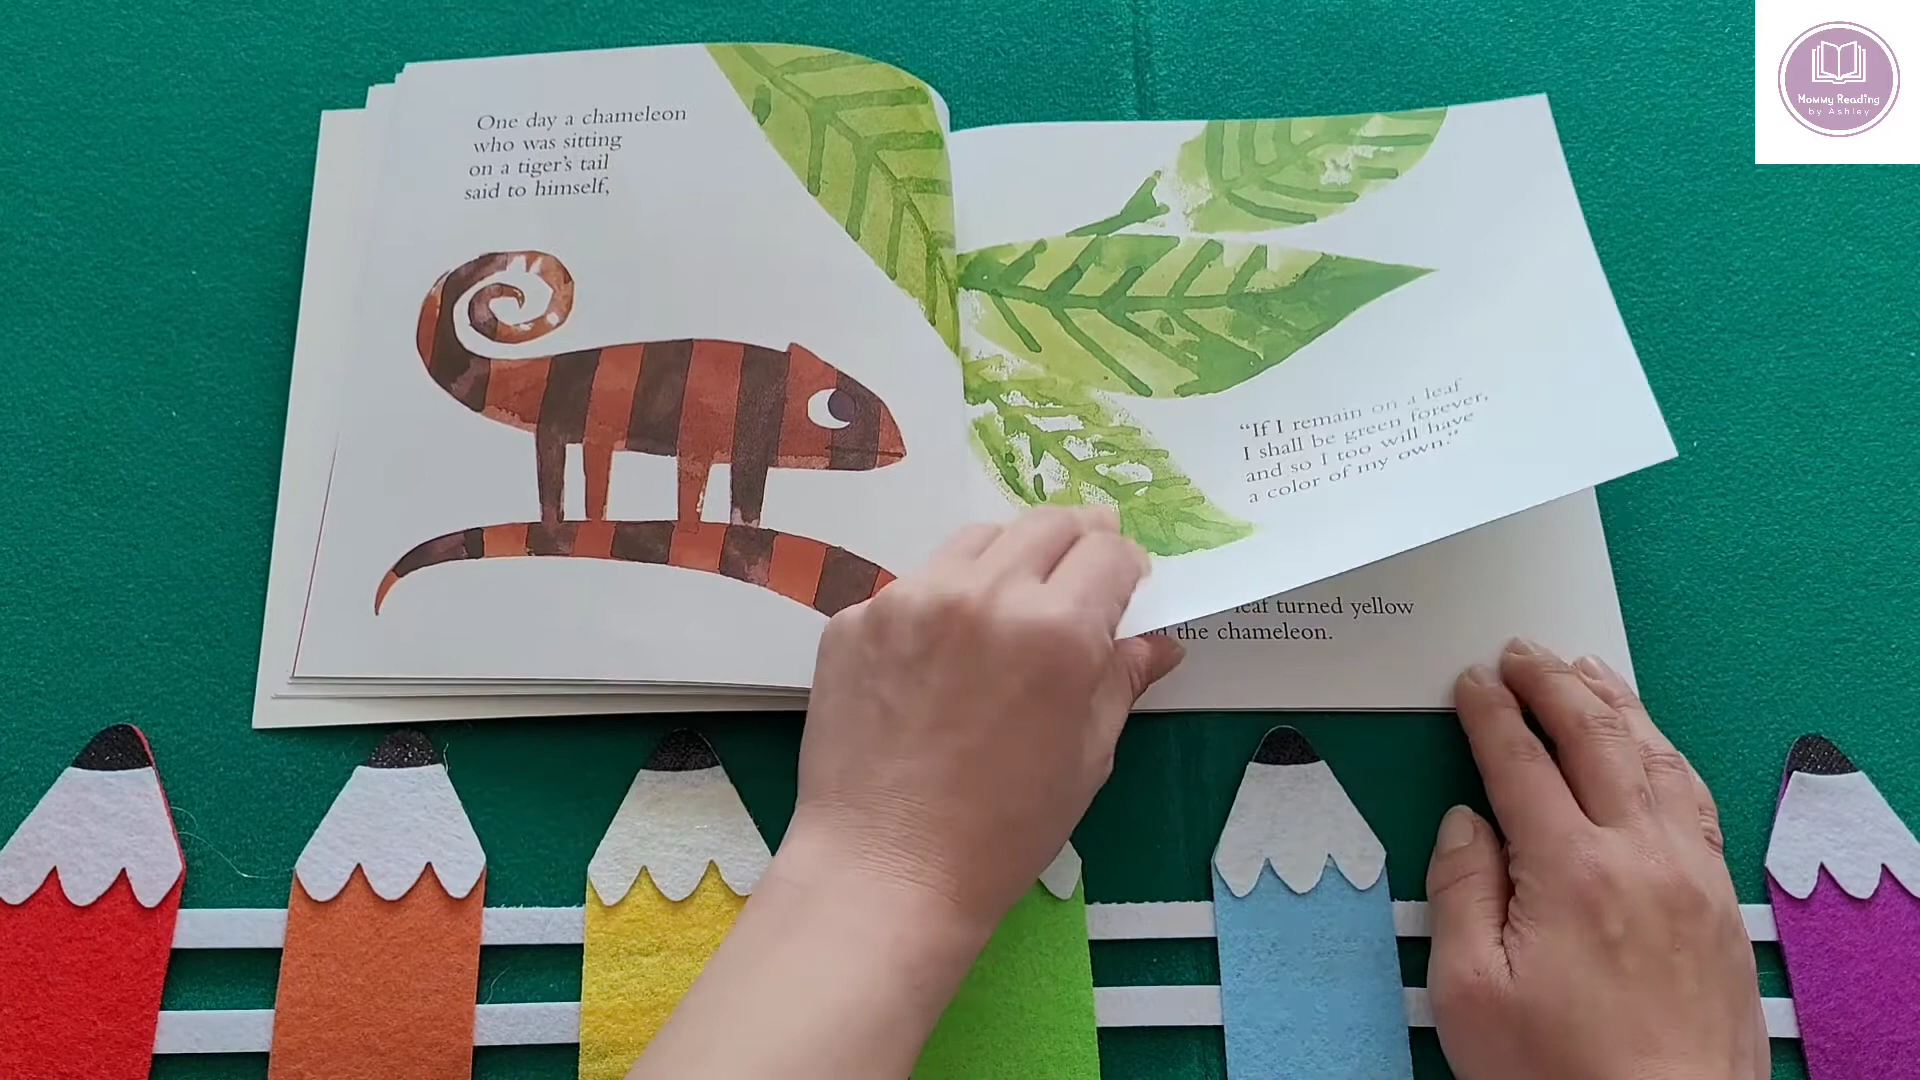 One day a chameleon
who was sitting
on a tiger's tail
said to himself,
“If I remain on a leaf
I shall be green forever,
and so I too will have
a color of my own.”
leaf turned yellow
the chameleon.
Mommy Reading
by Ashley